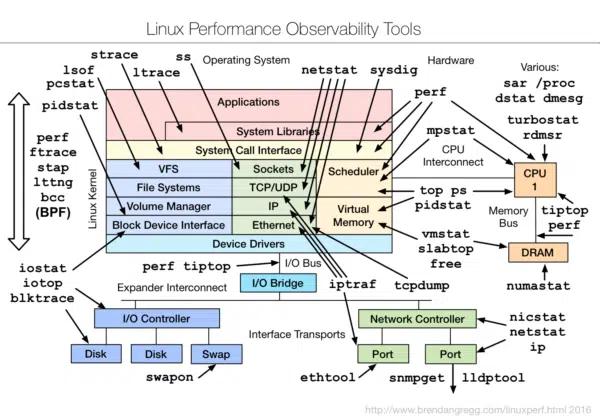 Linux Performance Observability Tools
strace
ss
Operating System
Hardware
Various:
lsof
ltrace
netstat
sysdig
sar /proc
pcstat
dstat dmesg
pidstat
Applications
perf
turbostat
rdmsr
System Libraries
mpstat
perf
ftrace
stap
lttng
bcc
(BPF)
Linux Kernel
System Call Interface
CPU
Interconnect
VFS
Sockets
Scheduler
CPU
1
File Systems
TCP/UDP
top ps
pidstat
Volume Manager
IP
Virtual
Memory
Memory
Bus
tiptop
perf
Block Device Interface
Ethernet
vmstat
slabtop
free
Device Drivers
DRAM
iostat
iotop
blktrace
perf tiptop
I/O Bus
iptraf
tcpdump
numastat
Expander Interconnect
I/O Bridge
I/O Controller
Network Controller
nicstat
netstat
ip
Interface Transports
Disk
Disk
Swap
Port
Port
swapon
ethtool
snmpget
lldptool
http://www.brendangregg.com/linuxperf.html 2016